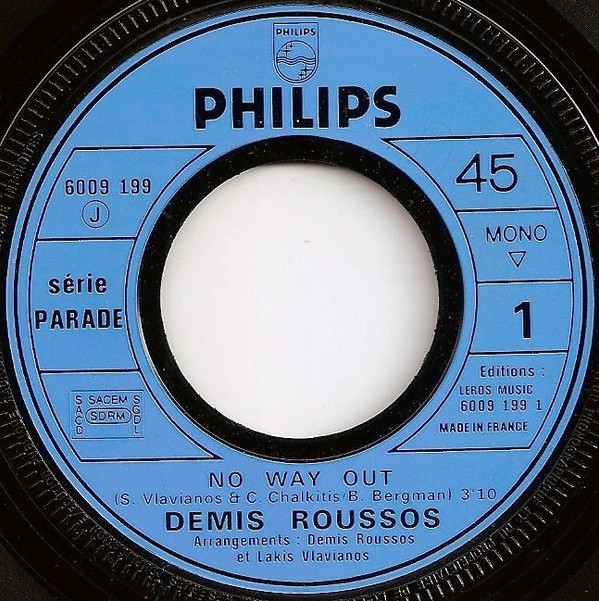 PHILIPS
PHILIPS
6009 199
J
série
PARADE
SACD
SACEM
SDRM
SGDL
45
MONO
1
Editions :
LEROS MUSIC
6009 199 1
MADE IN FRANCE
NO WAY OUT
(S. Vlavianos & C. Chalkitis/B. Bergman) 3'10
DEMIS ROUSSOS
Arrangements : Demis Roussos
et Lakis Vlavianos